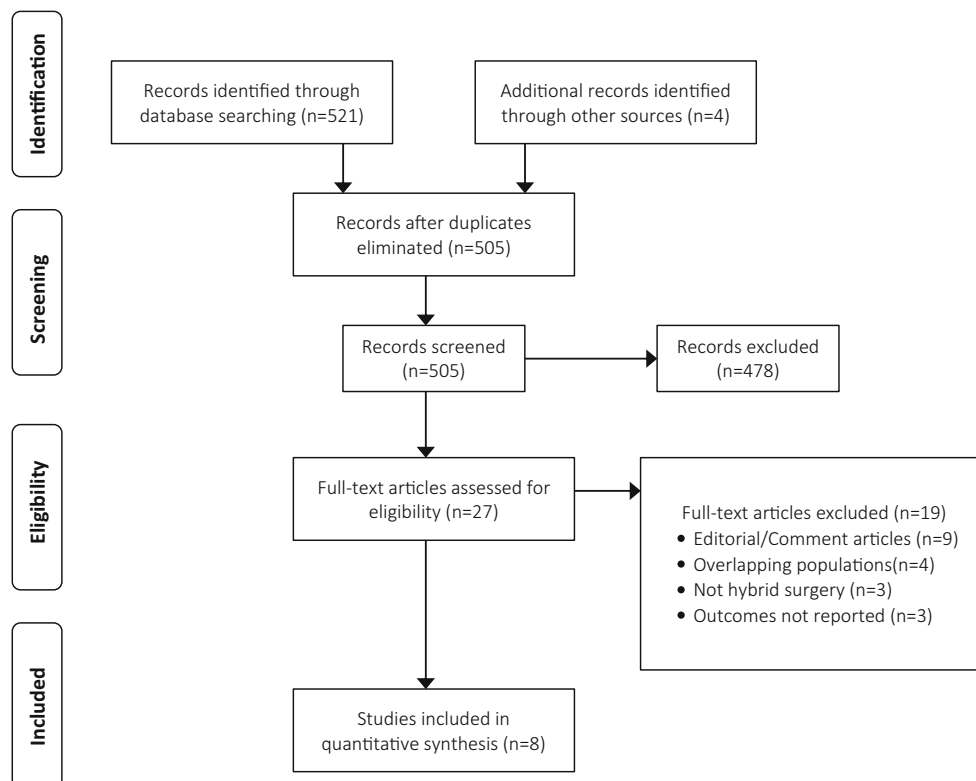 Identification
Records identified through
database searching (n=521)
Additional records identified
through other sources (n=4)
Screening
Records after duplicates
eliminated (n=505)
Records screened
(n=505)
Records excluded
(n=478)
Eligibility
Full-text articles assessed for
eligibility (n=27)
Full-text articles excluded (n=19)
• Editorial/Comment articles (n=9)
• Overlapping populations(n=4)
• Not hybrid surgery (n=3)
• Outcomes not reported (n=3)
Included
Studies included in
quantitative synthesis (n=8)